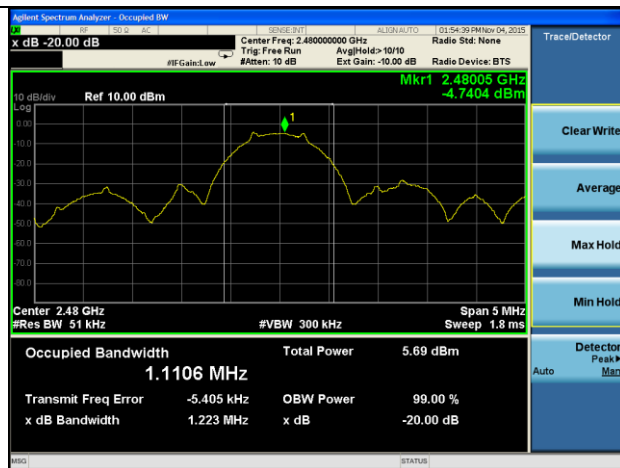 Agilent Spectrum Analyzer - Occupied BW
RF 50 Ω AC SENSE:INT ALIGN AUTO 01:54:39 PM Nov 04, 2015
x dB -20.00 dB
Center Freq: 2.480000000 GHz Radio Std: None
Trig: Free Run Avg|Hold:> 10/10
#IFGain:Low #Atten: 10 dB Ext Gain: -10.00 dB Radio Device: BTS
Trace/Detector
Mkr1 2.48005 GHz
-4.7404 dBm
10 dB/div Ref 10.00 dBm
Log
0.00
1
-10.0
-20.0
-30.0
-40.0
-50.0
-60.0
-70.0
-80.0
Center 2.48 GHz Span 5 MHz
#Res BW 51 kHz #VBW 300 kHz Sweep 1.8 ms
Occupied Bandwidth Total Power 5.69 dBm
1.1106 MHz
Transmit Freq Error -5.405 kHz OBW Power 99.00 %
x dB Bandwidth 1.223 MHz x dB -20.00 dB
Clear Write
Average
Max Hold
Min Hold
Detector
Peak▶
Auto Man
MSG STATUS